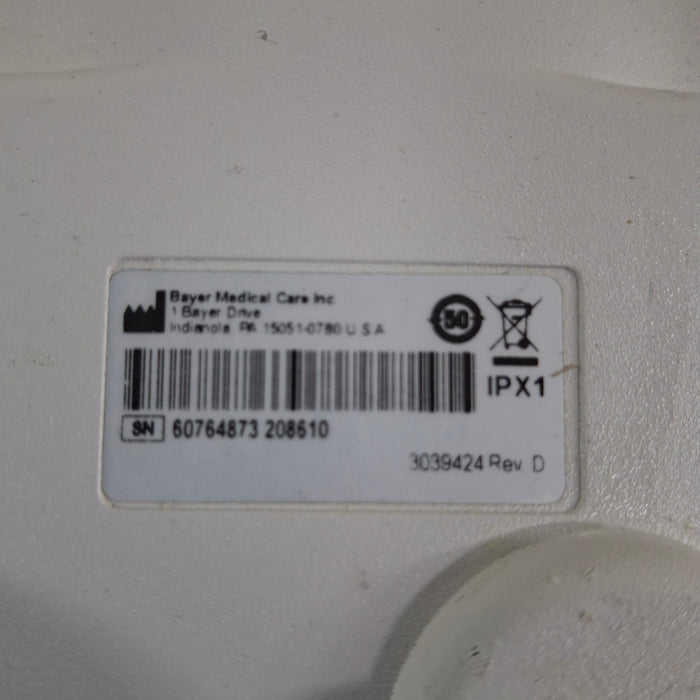 Bayer Medical Care Inc
1 Bayer Drive
Indianola PA 15051-0780 U S A
50
IPX1
SN 60764873 208610
3039424 Rev D